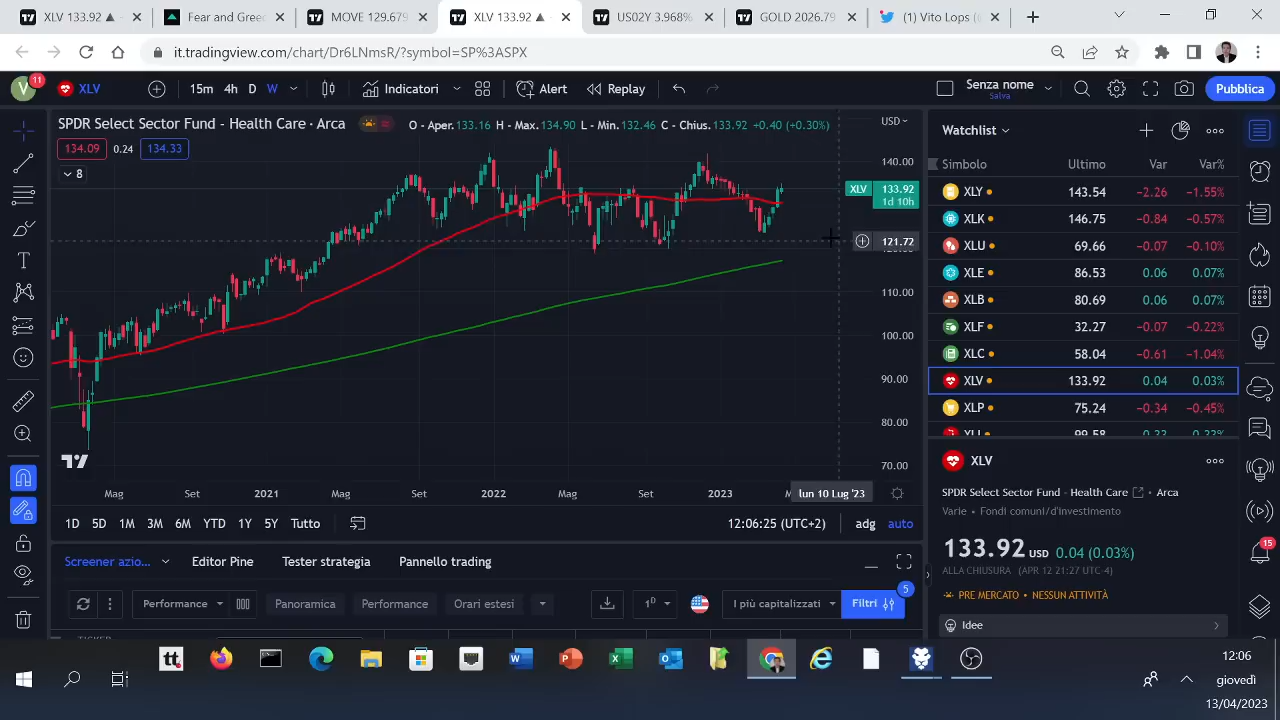 XLV 133.92 ▲
Fear and Gree
MOVE 129.679
XLV 133.92 ▲
US02Y 3.968%
GOLD 2026.79
(1) Vito Lops (
it.tradingview.com/chart/Dr6LNmsR/?symbol=SP%3ASPX
V
11
XLV
15m
4h
D
W
Indicatori
Alert
Replay
Senza nome
Salva
Pubblica
SPDR Select Sector Fund - Health Care · Arca
O - Aper.133.16 H - Max.134.90 L - Min.132.46 C - Chius.133.92 +0.40 (+0.30%)
USD
134.09
0.24
134.33
8
140.00
XLV
133.92
1d 10h
121.72
110.00
100.00
90.00
80.00
70.00
Mag
Set
2021
Mag
Set
2022
Mag
Set
2023
lun 10 Lug '23
1D 5D 1M 3M 6M YTD 1Y 5Y Tutto
12:06:25 (UTC+2)
adg
auto
Screener azio...
Editor Pine
Tester strategia
Pannello trading
Performance
Panoramica
Performance
Orari estesi
1D
I più capitalizzati
Filtri
5
TICKER
Watchlist
Simbolo Ultimo Var Var%
XLY 143.54 −2.26 −1.55%
XLK 146.75 −0.84 −0.57%
XLU 69.66 −0.07 −0.10%
XLE 86.53 0.06 0.07%
XLB 80.69 0.06 0.07%
XLF 32.27 −0.07 −0.22%
XLC 58.04 −0.61 −1.04%
XLV 133.92 0.04 0.03%
XLP 75.24 −0.34 −0.45%
XLV
SPDR Select Sector Fund - Health Care · Arca
Varie · Fondi comuni/d'investimento
133.92 USD 0.04 (0.03%)
ALLA CHIUSURA (APR 12 21:27 UTC-4)
PRE MERCATO • NESSUN ATTIVITÀ
Idee
15
tt
12:06
giovedì
13/04/2023